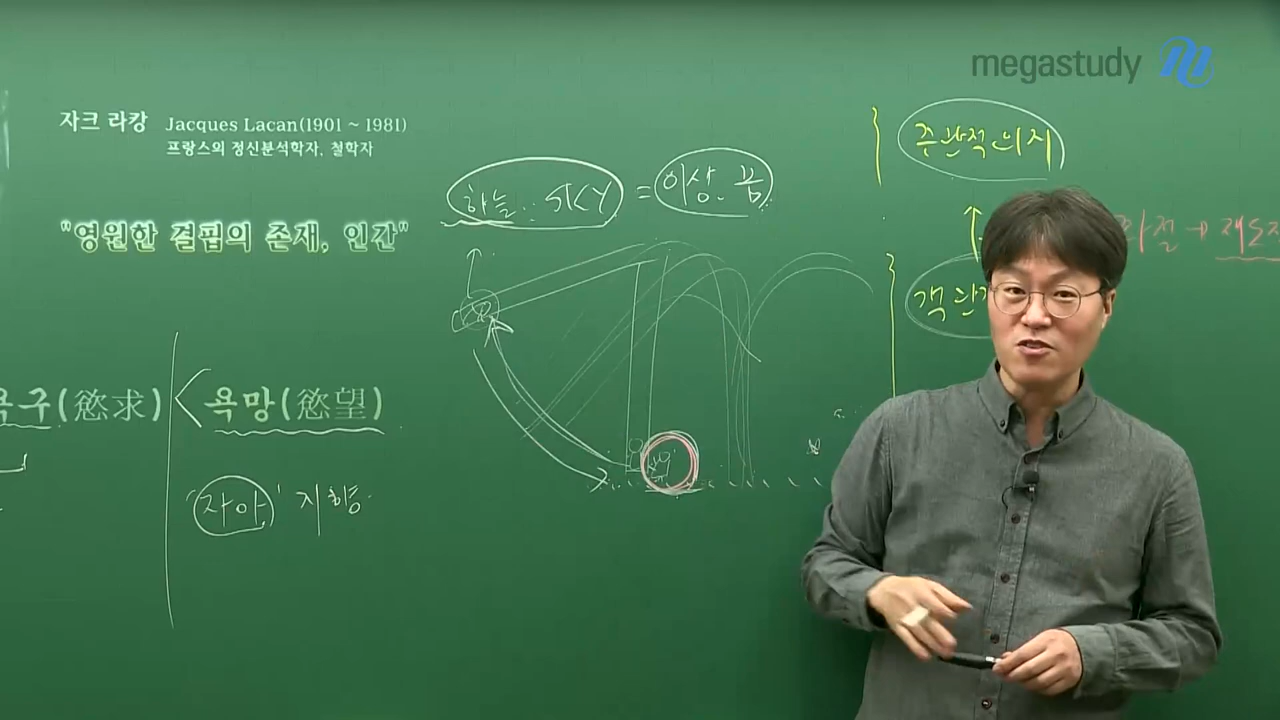 megastudy
자크 라캉 Jacques Lacan(1901 ~ 1981)
프랑스의 정신분석학자, 철학자
"영원한 결핍의 존재, 인간"
하늘 : SKY = 이상. 꿈
주관적 의지
좌절 → 재도
객관
욕구(慾求) < 욕망(慾望)
'자아' 지향